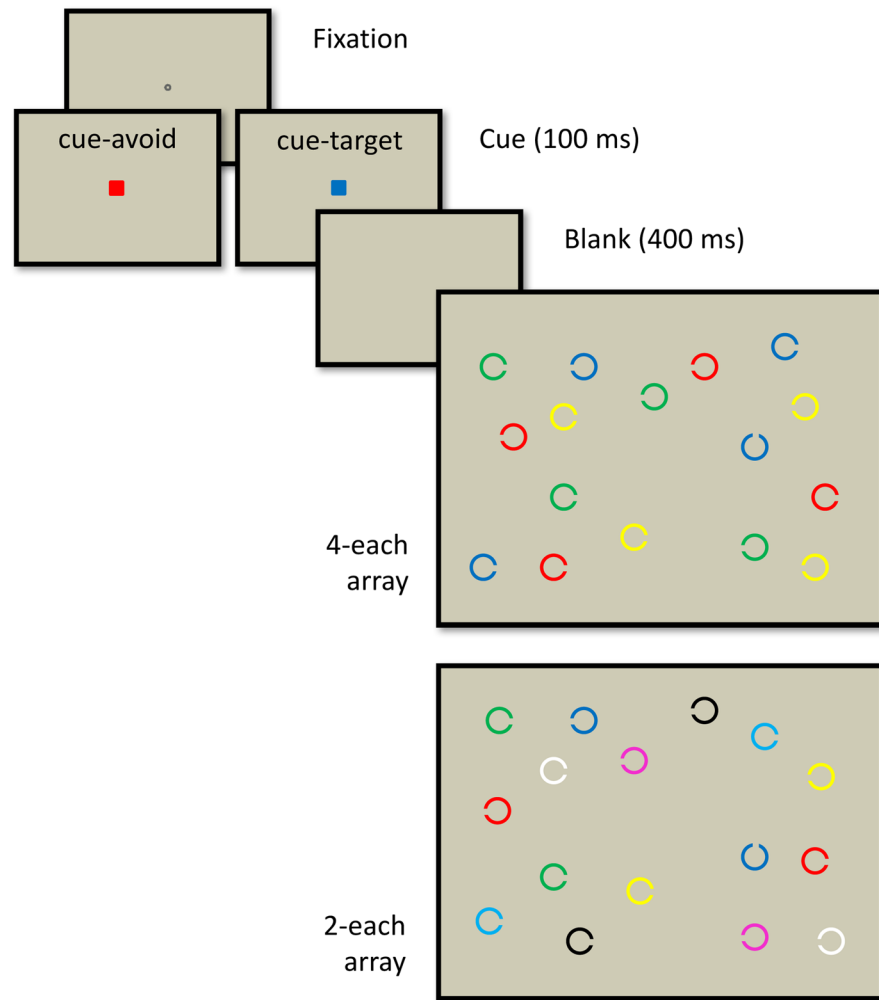 Fixation
cue-avoid
cue-target
Cue (100 ms)
Blank (400 ms)
4-each
array
2-each
array